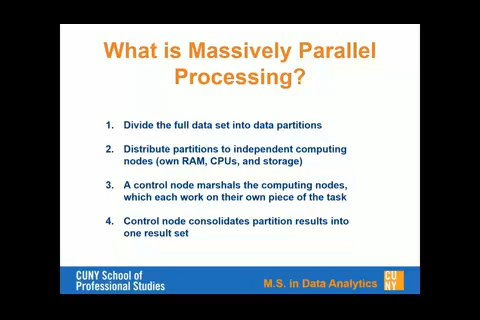 What is Massively Parallel
Processing?
1. Divide the full data set into data partitions
2. Distribute partitions to independent computing
nodes (own RAM, CPUs, and storage)
3. A control node marshals the computing nodes,
which each work on their own piece of the task
4. Control node consolidates partition results into
one result set
CUNY School of
Professional Studies
M.S. in Data Analytics
CU
NY